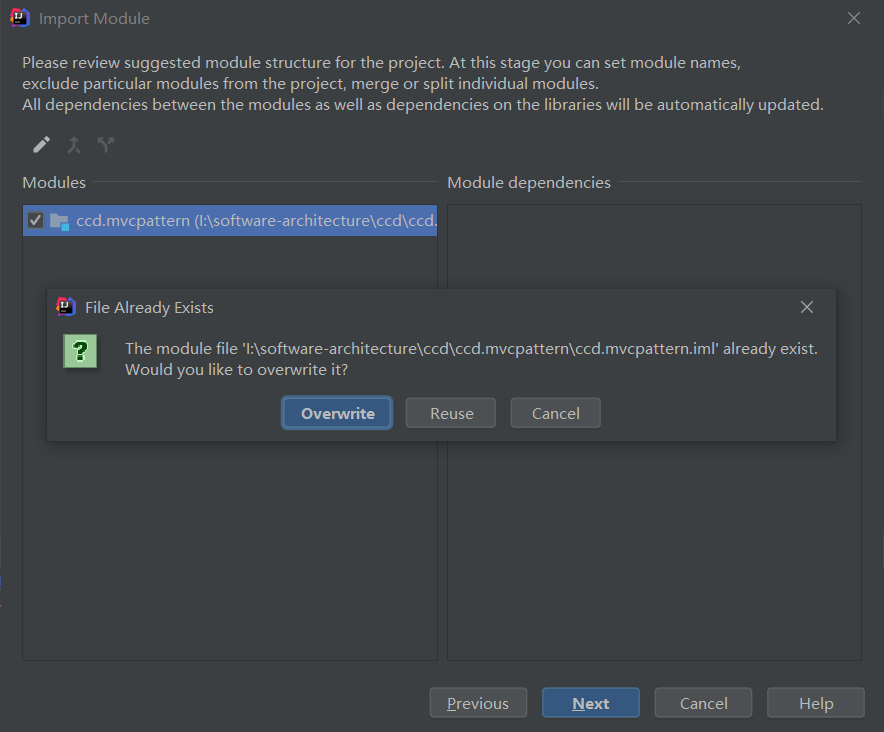 Import Module
Please review suggested module structure for the project. At this stage you can set module names,
exclude particular modules from the project, merge or split individual modules.
All dependencies between the modules as well as dependencies on the libraries will be automatically updated.
Modules
Module dependencies
ccd.mvcpattern (I:\software-architecture\ccd\ccd.
File Already Exists
The module file 'I:\software-architecture\ccd\ccd.mvcpattern\ccd.mvcpattern.iml' already exist.
Would you like to overwrite it?
Overwrite
Reuse
Cancel
Previous
Next
Cancel
Help